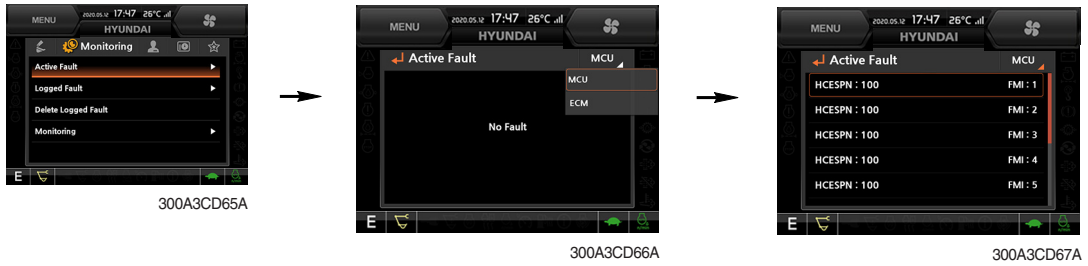 MENU
2020.05.12 17:47 26°C
HYUNDAI
Monitoring
Active Fault
Logged Fault
Delete Logged Fault
Monitoring
E
300A3CD65A
MENU
2020.05.12 17:47 26°C
HYUNDAI
Active Fault MCU
MCU
ECM
No Fault
E
300A3CD66A
MENU
2020.05.12 17:47 26°C
HYUNDAI
Active Fault MCU
HCESPN : 100 FMI : 1
HCESPN : 100 FMI : 2
HCESPN : 100 FMI : 3
HCESPN : 100 FMI : 4
HCESPN : 100 FMI : 5
E
300A3CD67A